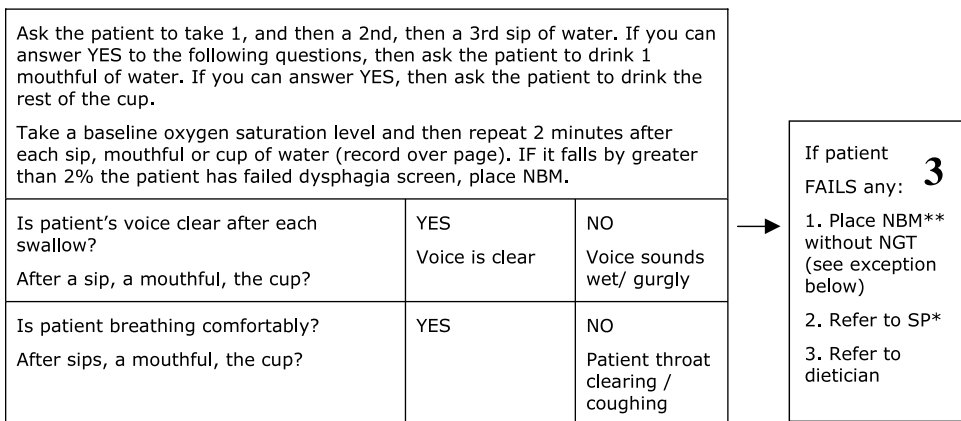 Ask the patient to take 1, and then a 2nd, then a 3rd sip of water. If you can
answer YES to the following questions, then ask the patient to drink 1
mouthful of water. If you can answer YES, then ask the patient to drink the
rest of the cup.
Take a baseline oxygen saturation level and then repeat 2 minutes after
each sip, mouthful or cup of water (record over page). IF it falls by greater
than 2% the patient has failed dysphagia screen, place NBM.
Is patient's voice clear after each
swallow?
After a sip, a mouthful, the cup?
YES
Voice is clear
NO
Voice sounds
wet/ gurgly
Is patient breathing comfortably?
After sips, a mouthful, the cup?
YES
NO
Patient throat
clearing /
coughing
If patient
FAILS any: 3
1. Place NBM**
without NGT
(see exception
below)
2. Refer to SP*
3. Refer to
dietician